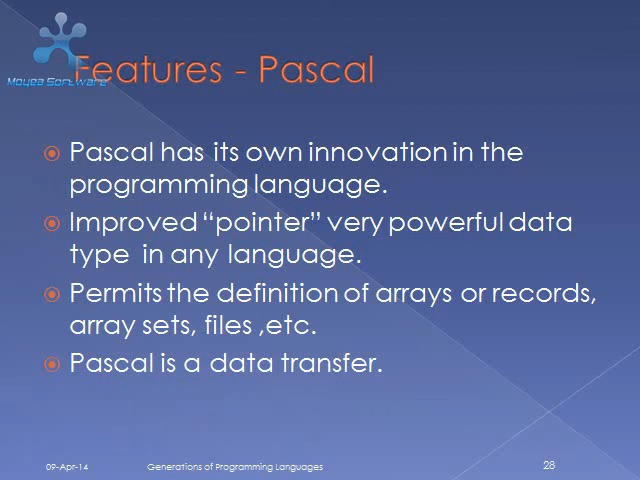 Features - Pascal
Moyea Software
Pascal has its own innovation in the
programming language.
Improved “pointer” very powerful data
type in any language.
Permits the definition of arrays or records,
array sets, files ,etc.
Pascal is a data transfer.
09-Apr-14
Generations of Programming Languages
28